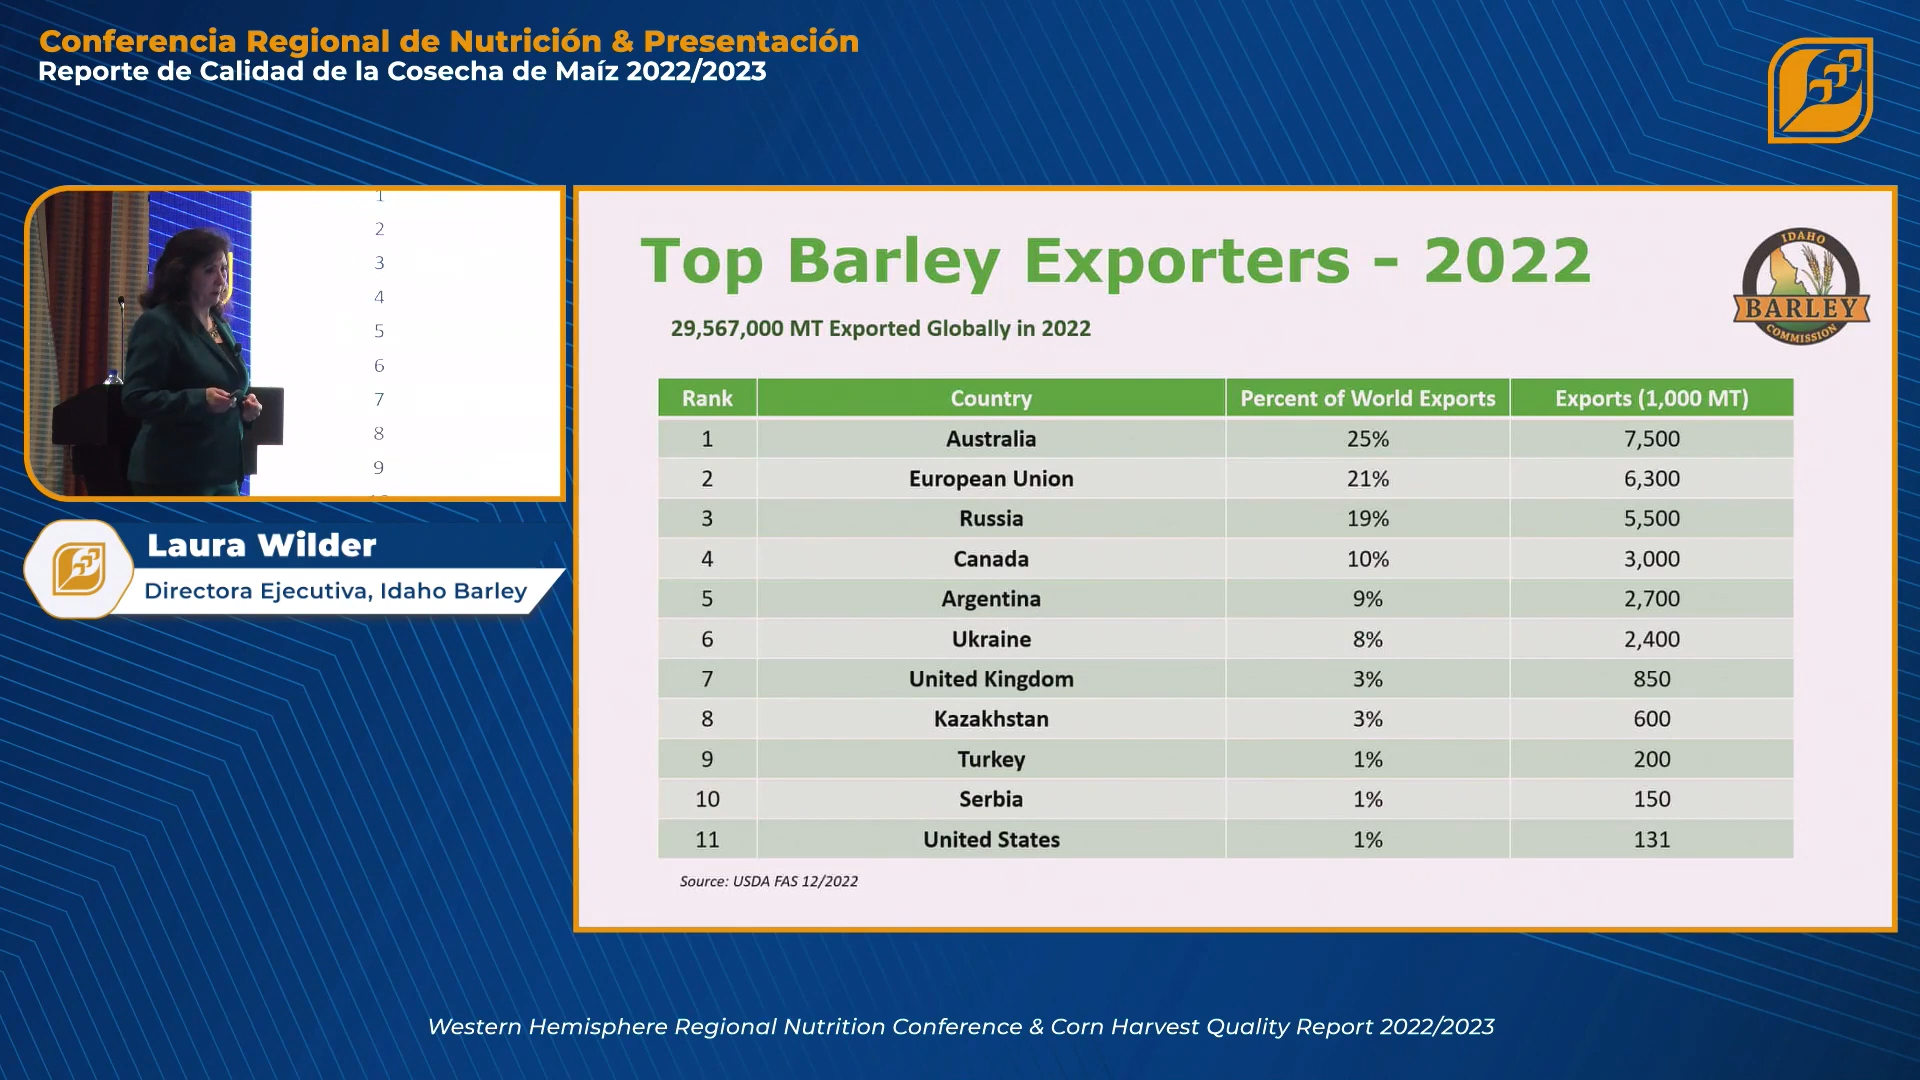 Conferencia Regional de Nutrición & Presentación
Reporte de Calidad de la Cosecha de Maíz 2022/2023
1
2
3
4
5
6
7
8
9
Laura Wilder
Directora Ejecutiva, Idaho Barley
Top Barley Exporters - 2022
IDAHO
BARLEY
COMMISSION
29,567,000 MT Exported Globally in 2022
Rank Country Percent of World Exports Exports (1,000 MT)
1 Australia 25% 7,500
2 European Union 21% 6,300
3 Russia 19% 5,500
4 Canada 10% 3,000
5 Argentina 9% 2,700
6 Ukraine 8% 2,400
7 United Kingdom 3% 850
8 Kazakhstan 3% 600
9 Turkey 1% 200
10 Serbia 1% 150
11 United States 1% 131
Source: USDA FAS 12/2022
Western Hemisphere Regional Nutrition Conference & Corn Harvest Quality Report 2022/2023